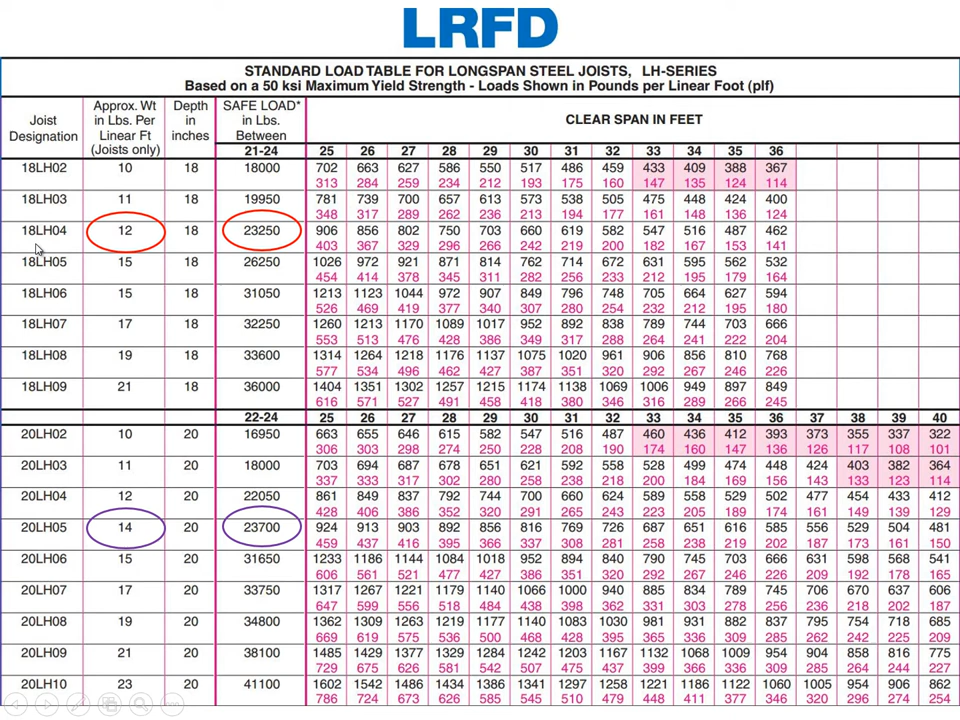 LRFD
STANDARD LOAD TABLE FOR LONGSPAN STEEL JOISTS, LH-SERIES
Based on a 50 ksi Maximum Yield Strength - Loads Shown in Pounds per Linear Foot (plf)
Joist Designation Approx. Wt in Lbs. Per Linear Ft (Joists only) Depth in inches SAFE LOAD* in Lbs. Between CLEAR SPAN IN FEET
21-24 25 26 27 28 29 30 31 32 33 34 35 36
18LH02 10 18 18000 702 663 627 586 550 517 486 459 433 409 388 367
313 284 259 234 212 193 175 160 147 135 124 114
18LH03 11 18 19950 781 739 700 657 613 573 538 505 475 448 424 400
348 317 289 262 236 213 194 177 161 148 136 124
18LH04 12 18 23250 906 856 802 750 703 660 619 582 547 516 487 462
403 367 329 296 266 242 219 200 182 167 153 141
18LH05 15 18 26250 1026 972 921 871 814 762 714 672 631 595 562 532
454 414 378 345 311 282 256 233 212 195 179 164
18LH06 15 18 31050 1213 1123 1044 972 907 849 796 748 705 664 627 594
526 469 419 377 340 307 280 254 232 212 195 180
18LH07 17 18 32250 1260 1213 1170 1089 1017 952 892 838 789 744 703 666
553 513 476 428 386 349 317 288 264 241 222 204
18LH08 19 18 33600 1314 1264 1218 1176 1137 1075 1020 961 906 856 810 768
577 534 496 462 427 387 351 320 292 267 246 226
18LH09 21 18 36000 1404 1351 1302 1257 1215 1174 1138 1069 1006 949 897 849
616 571 527 491 458 418 380 346 316 289 266 245
22-24 25 26 27 28 29 30 31 32 33 34 35 36 37 38 39 40
20LH02 10 20 16950 663 655 646 615 582 547 516 487 460 436 412 393 373 355 337 322
306 303 298 274 250 228 208 190 174 160 147 136 126 117 108 101
20LH03 11 20 18000 703 694 687 678 651 621 592 558 528 499 474 448 424 403 382 364
337 333 317 302 280 258 238 218 200 184 169 156 143 133 123 114
20LH04 12 20 22050 861 849 837 792 744 700 660 624 589 558 529 502 477 454 433 412
428 406 386 352 320 291 265 243 223 205 189 174 161 149 139 129
20LH05 14 20 23700 924 913 903 892 856 816 769 726 687 651 616 585 556 529 504 481
459 437 416 395 366 337 308 281 258 238 219 202 187 173 161 150
20LH06 15 20 31650 1233 1186 1144 1084 1018 952 894 840 790 745 703 666 631 598 568 541
606 561 521 477 427 386 351 320 292 267 246 226 209 192 178 165
20LH07 17 20 33750 1317 1267 1221 1179 1140 1066 1000 940 885 834 789 745 706 670 637 606
647 599 556 518 484 438 398 362 331 303 278 256 236 218 202 187
20LH08 19 20 34800 1362 1309 1263 1219 1177 1140 1083 1030 981 931 882 837 795 754 718 685
669 619 575 536 500 468 428 395 365 336 309 285 262 242 225 209
20LH09 21 20 38100 1485 1429 1377 1329 1284 1242 1203 1167 1132 1068 1009 954 904 858 816 775
729 675 626 581 542 507 475 437 399 366 336 309 285 264 244 227
20LH10 23 20 41100 1602 1542 1486 1434 1386 1341 1297 1258 1221 1186 1122 1060 1005 954 906 862
786 724 673 626 585 545 510 479 448 411 377 346 320 296 274 254